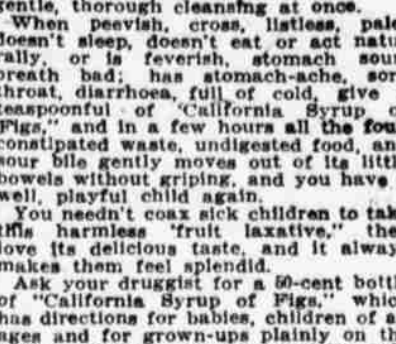 gentle, thorough cleansing at once.
When peevish, cross, listless, pale
doesn't sleep, doesn't eat or act natu
rally, or is feverish, stomach sour
breath bad; has stomach-ache, sor
throat, diarrhoea, full of cold, give
teaspoonful of "California Syrup o
Figs," and in a few hours all the foul
constipated waste, undigested food, an
sour bile gently moves out of its littl
bowels without griping, and you have
well, playful child again.
You needn't coax sick children to tak
this harmless "fruit laxative," the
love its delicious taste, and it alway
makes them feel splendid.
Ask your druggist for a 50-cent bottl
of "California Syrup of Figs," whic
has directions for babies, children of a
ages and for grown-ups plainly on th